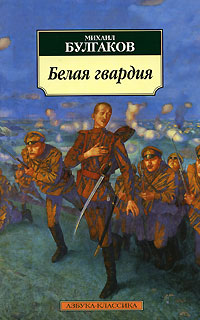 МИХАИЛ
БУЛГАКОВ
Белая гвардия
АЗБУКА-КЛАССИКА